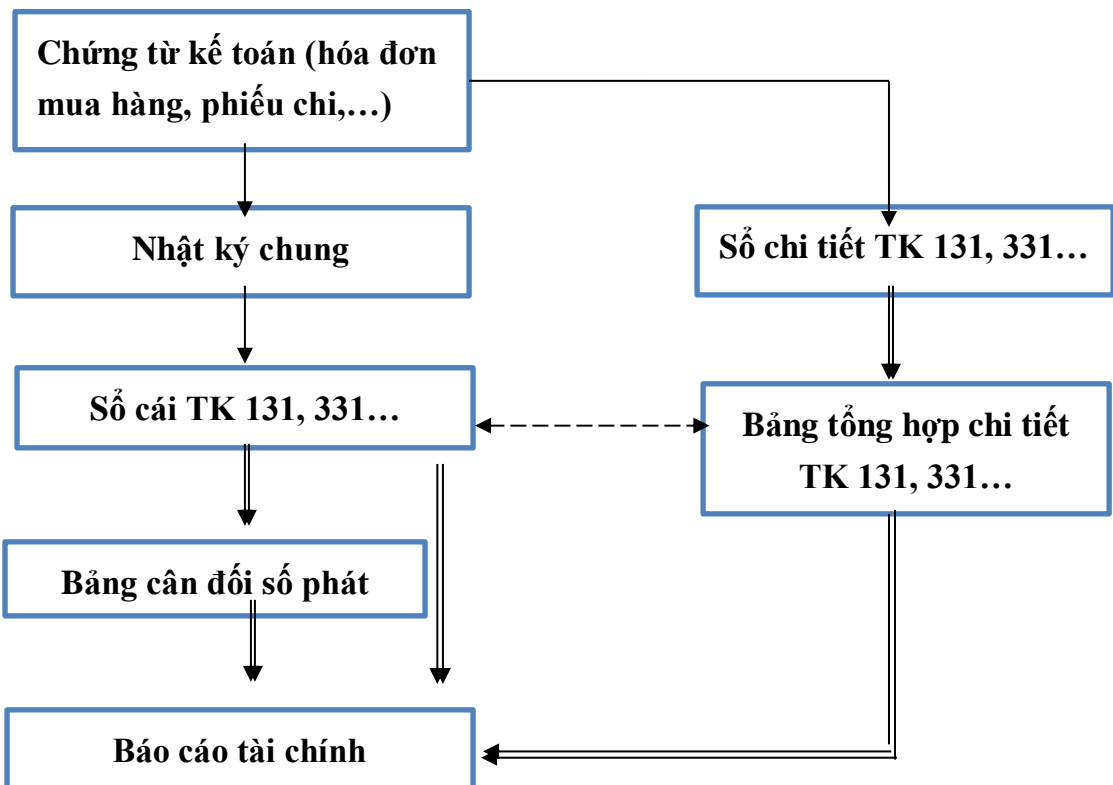 Chứng từ kế toán (hóa đơn
mua hàng, phiếu chi,…)
Nhật ký chung
Sổ chi tiết TK 131, 331…
Sổ cái TK 131, 331…
Bảng tổng hợp chi tiết
TK 131, 331…
Bảng cân đối số phát
Báo cáo tài chính